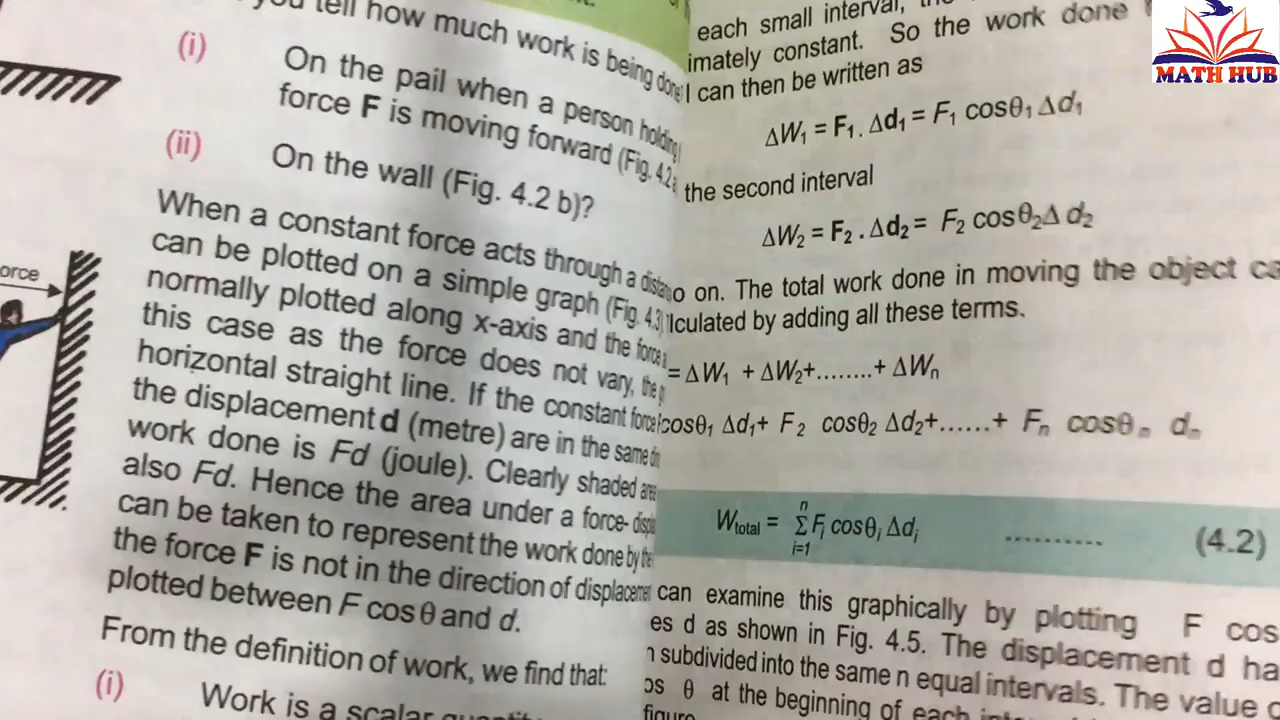 tell how much work is being done
(i) On the pail when a person holding
force F is moving forward (Fig. 4.2
(ii) On the wall (Fig. 4.2 b)?
When a constant force acts through a
can be plotted on a simple graph (Fig. 4.3)
normally plotted along x-axis and the force
this case as the force does not vary, the
horizontal straight line. If the constant force
the displacement d (metre) are in the same
work done is Fd (joule). Clearly shaded
also Fd. Hence the area under a force-
can be taken to represent the work done by the
the force F is not in the direction of
plotted between F cos θ and d.
From the definition of work, we find that:
(i) Work is a scalar
each small interval,
imately constant. So the work done
can then be written as
ΔW₁ = F₁ . Δd₁ = F₁ cosθ₁ Δd₁
the second interval
ΔW₂ = F₂ . Δd₂ = F₂ cosθ₂Δ d₂
o on. The total work done in moving the object
lculated by adding all these terms.
= ΔW₁ + ΔW₂+........+ ΔWₙ
cosθ₁ Δd₁+ F₂ cosθ₂ Δd₂+......+ Fₙ cosθₙ dₙ
Wtotal = Σⁿᵢ₌₁ Fᵢ cosθᵢ Δdᵢ .......... (4.2)
can examine this graphically by plotting F cos
es d as shown in Fig. 4.5. The displacement d ha
subdivided into the same n equal intervals. The value
os θ at the beginning of each
figure
orce
MATH HUB